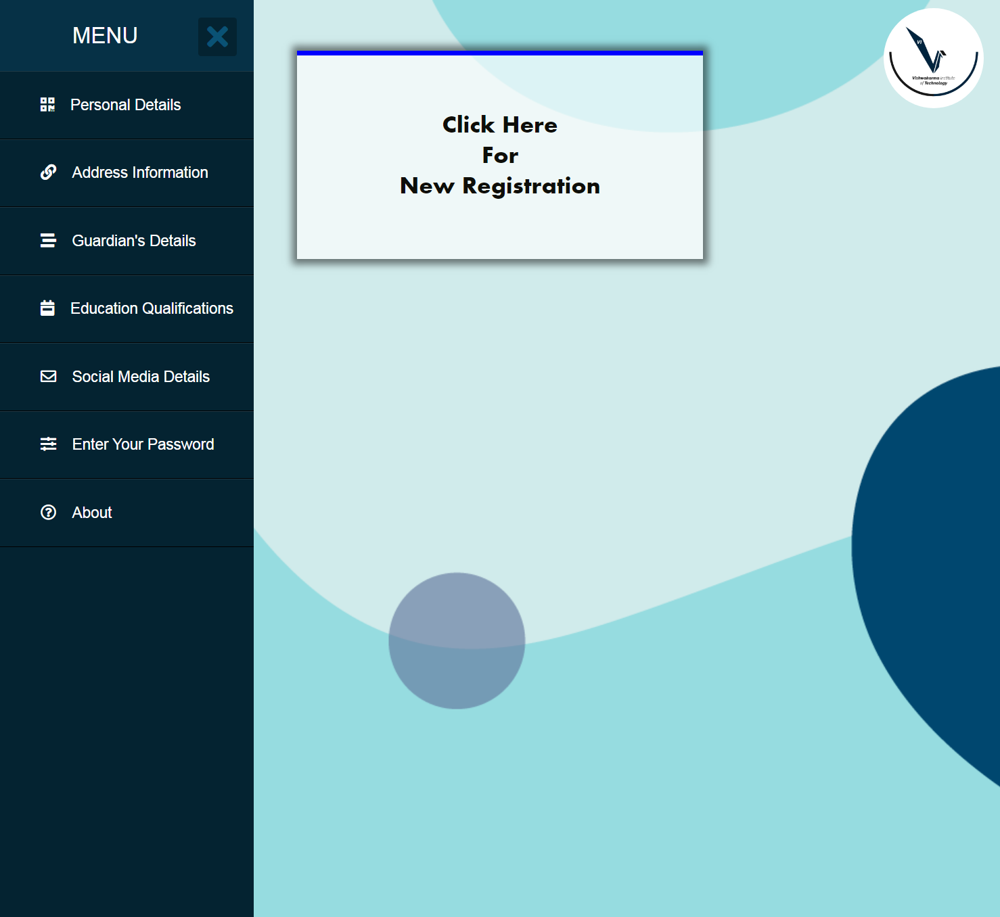 MENU
Personal Details
Address Information
Guardian's Details
Education Qualifications
Social Media Details
Enter Your Password
About
Click Here
For
New Registration
VI
Vishwakarma Institute
of Technology